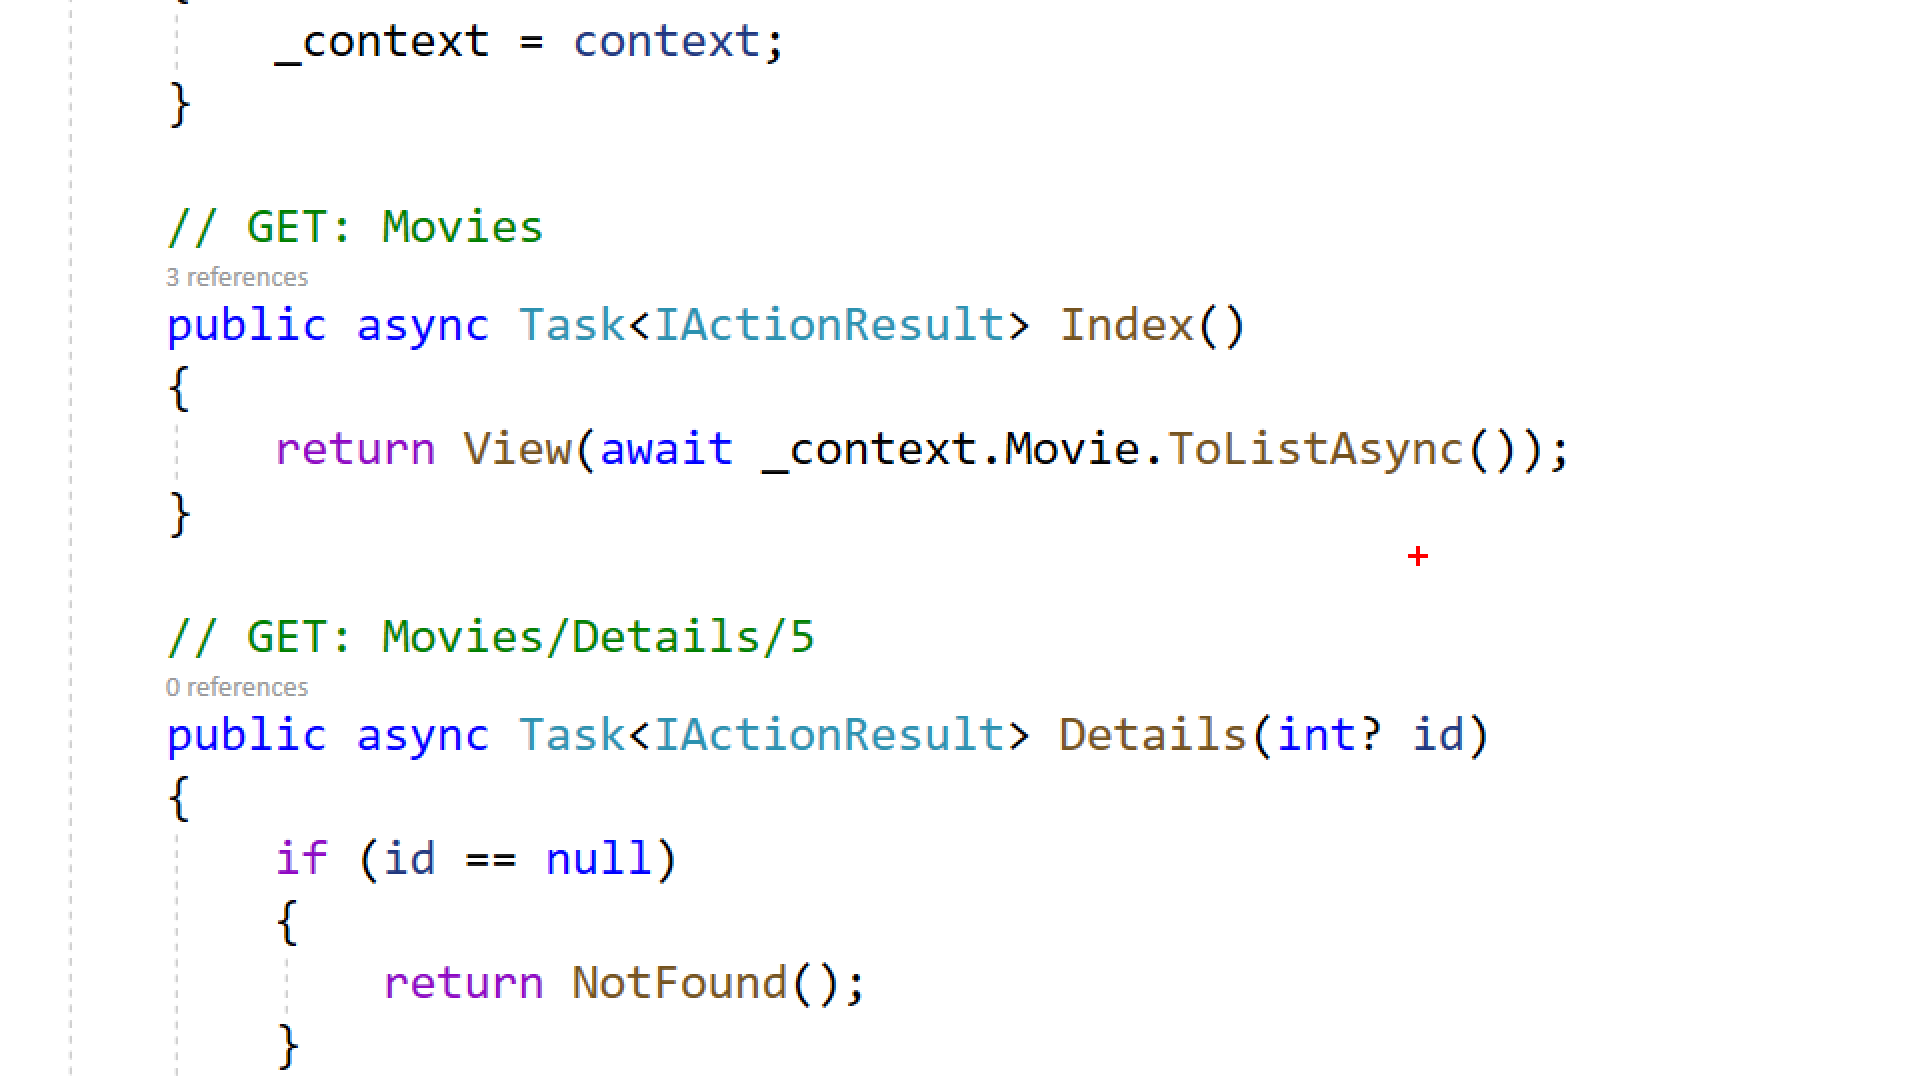 {
_context = context;
}
// GET: Movies
3 references
public async Task<IActionResult> Index()
{
return View(await _context.Movie.ToListAsync());
}
// GET: Movies/Details/5
0 references
public async Task<IActionResult> Details(int? id)
{
if (id == null)
{
return NotFound();
}